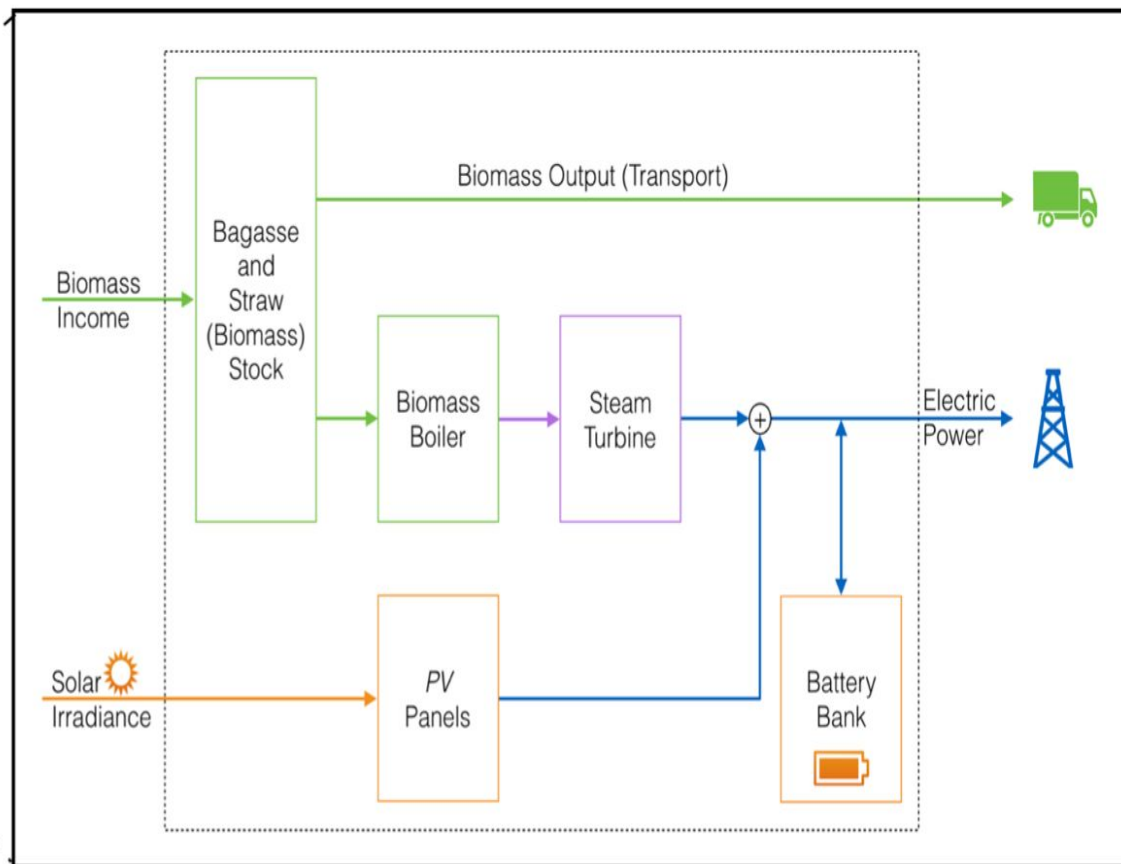 Biomass Output (Transport)
Bagasse
and
Straw
(Biomass)
Stock
Biomass
Income
Biomass
Boiler
Steam
Turbine
+
Electric
Power
Solar
Irradiance
PV
Panels
Battery
Bank